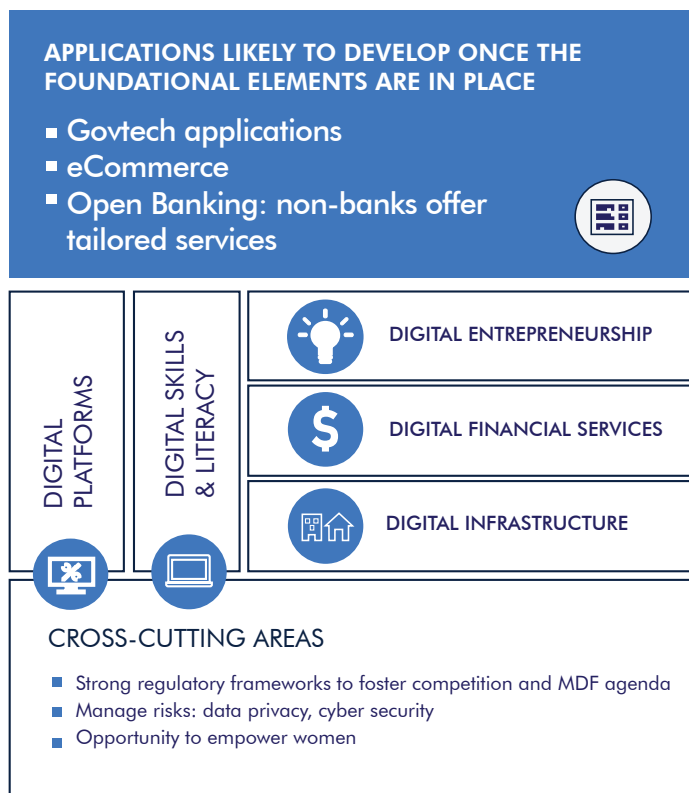 APPLICATIONS LIKELY TO DEVELOP ONCE THE
FOUNDATIONAL ELEMENTS ARE IN PLACE
Govtech applications
eCommerce
Open Banking: non-banks offer
tailored services
DIGITAL
PLATFORMS
DIGITAL SKILLS
& LITERACY
DIGITAL ENTREPRENEURSHIP
$
DIGITAL FINANCIAL SERVICES
DIGITAL INFRASTRUCTURE
CROSS-CUTTING AREAS
Strong regulatory frameworks to foster competition and MDF agenda
Manage risks: data privacy, cyber security
Opportunity to empower women